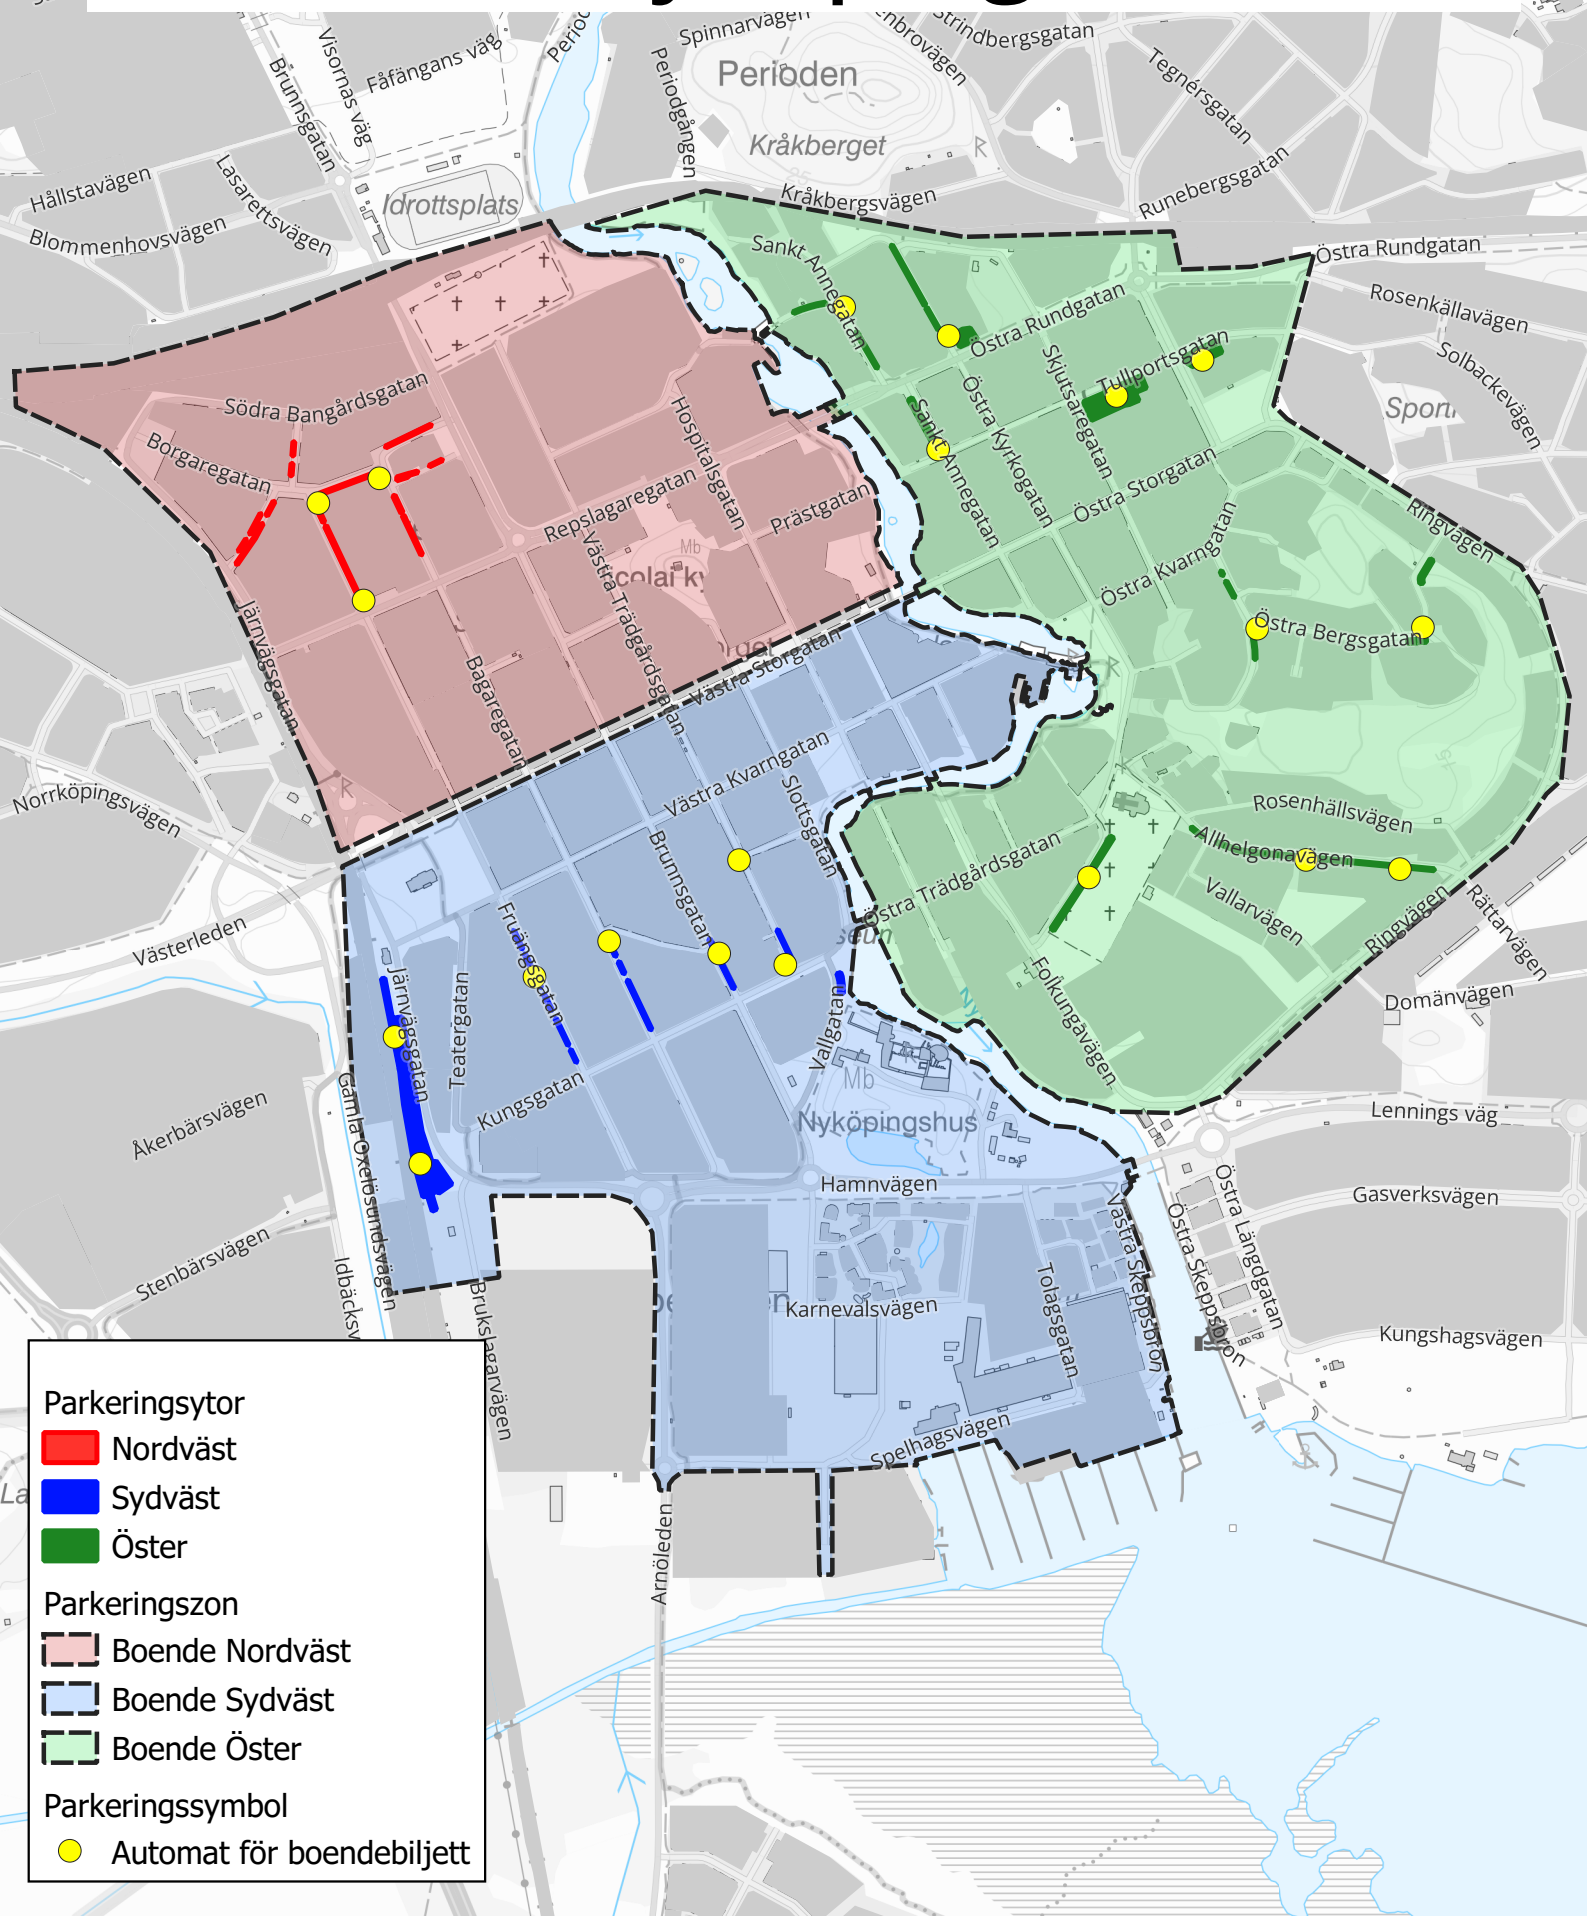 Spinnarvägen
Strindbergsgatan
Visornas väg
Fåfängans väg
Brunnsgatan
Periodgången
Perioden
Tegnérsgatan
Kråkberget
Hållstavägen
Lasarettsvägen
Idrottsplats
Kråkbergsvägen
Runebergsgatan
Blommenhovsvägen
Sankt Annegatan
Östra Rundgatan
Rosenkällavägen
Östra Rundgatan
Solbackevägen
Södra Bangårdsgatan
Hospitalsgatan
Skjutsaregatan
Tullportsgatan
Borgaregatan
Östra Kyrkogatan
Sankt Annegatan
Repslagaregatan
Prästgatan
Östra Storgatan
Ringvägen
Mb
Västra Trädgårdsgatan
Östra Kvarngatan
Järnvägsgatan
Bagaregatan
Västra Storgatan
Östra Bergsgatan
Norrköpingsvägen
Västra Kvarngatan
Slottsgatan
Rosenhällsvägen
Allhelgonavägen
Brunnsgatan
Östra Trädgårdsgatan
Vallarvägen
Ringvägen
Rättarvägen
Västerleden
Fruängsgatan
Järnvägsgatan
Teatergatan
Vallgatan
Folkungavägen
Domänvägen
Åkerbärsvägen
Gamla Oxelösundsvägen
Kungsgatan
Mb
Nyköpingshus
Lennings väg
Hamnvägen
Västra Skeppsbron
Östra Skeppsbron
Östra Längdgatan
Gasverksvägen
Stenbärsvägen
Brukslagarvägen
Karnevalsvägen
Tolagsgatan
Kungshagsvägen
Spelhagsvägen
Arnöleden
Parkeringsytor
Nordväst
Sydväst
Öster
Parkeringszon
Boende Nordväst
Boende Sydväst
Boende Öster
Parkeringssymbol
Automat för boendebiljett